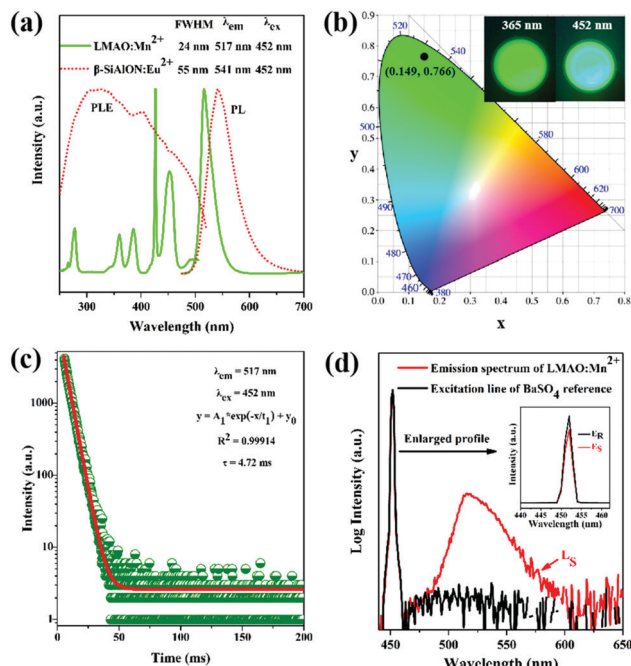 (a)
FWHM λem λex
LMAO:Mn2+ 24 nm 517 nm 452 nm
β-SiAlON:Eu2+ 55 nm 541 nm 452 nm
PLE
PL
Intensity (a.u.)
300 400 500 600 700
Wavelength (nm)
(b)
0.9
0.8
0.7
0.6
0.5
0.4
0.3
0.2
0.1
0.0
y
520
540
365 nm
452 nm
(0.149, 0.766)
500
580
600
620
700
490
480
470
460
380
0.0 0.1 0.2 0.3 0.4 0.5 0.6 0.7 0.8
x
(c)
λem = 517 nm
λex = 452 nm
y = A1*exp(-x/t1) + y0
R2 = 0.99914
τ = 4.72 ms
Intensity (a.u.)
1000
100
10
1
0 50 100 150 200
Time (ms)
(d)
Emission spectrum of LMAO:Mn2+
Excitation line of BaSO4 reference
Enlarged profile
Log Intensity (a.u.)
Intensity (a.u.)
ER
ES
440 445 450 455 460
Wavelength (nm)
LS
450 500 550 600 650
Wavelength (nm)